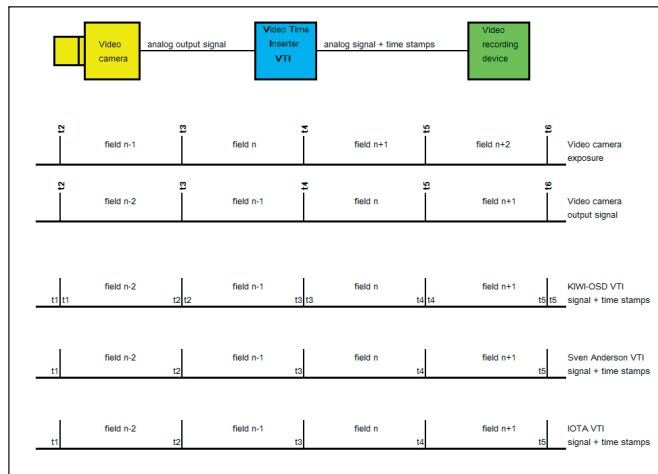 Video
camera
analog output signal
Video Time
Inserter
VTI
analog signal + time stamps
Video
recording
device
t2 field n-1 t3 field n t4 field n+1 t5 field n+2 t6 Video camera
exposure
t2 field n-2 t3 field n-1 t4 field n t5 field n+1 t6 Video camera
output signal
t1 t1 field n-2 t2 t2 field n-1 t3 t3 field n t4 t4 field n+1 t5 t5 KIWI-OSD VTI
signal + time stamps
t1 field n-2 t2 field n-1 t3 field n t4 field n+1 t5 Sven Anderson VTI
signal + time stamps
t1 field n-2 t2 field n-1 t3 field n t4 field n+1 t5 IOTA VTI
signal + time stamps